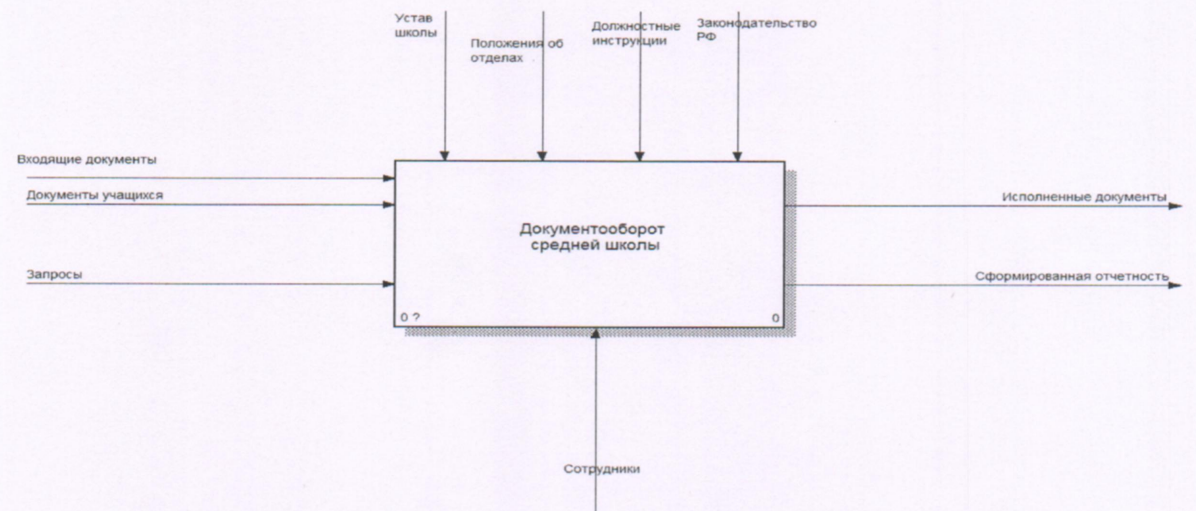 Устав
школы
Положения об
отделах
Должностные
инструкции
Законодательство
РФ
Входящие документы
Документы учащихся
Запросы
Документооборот
средней школы
0 ?
0
Исполненные документы
Сформированная отчетность
Сотрудники